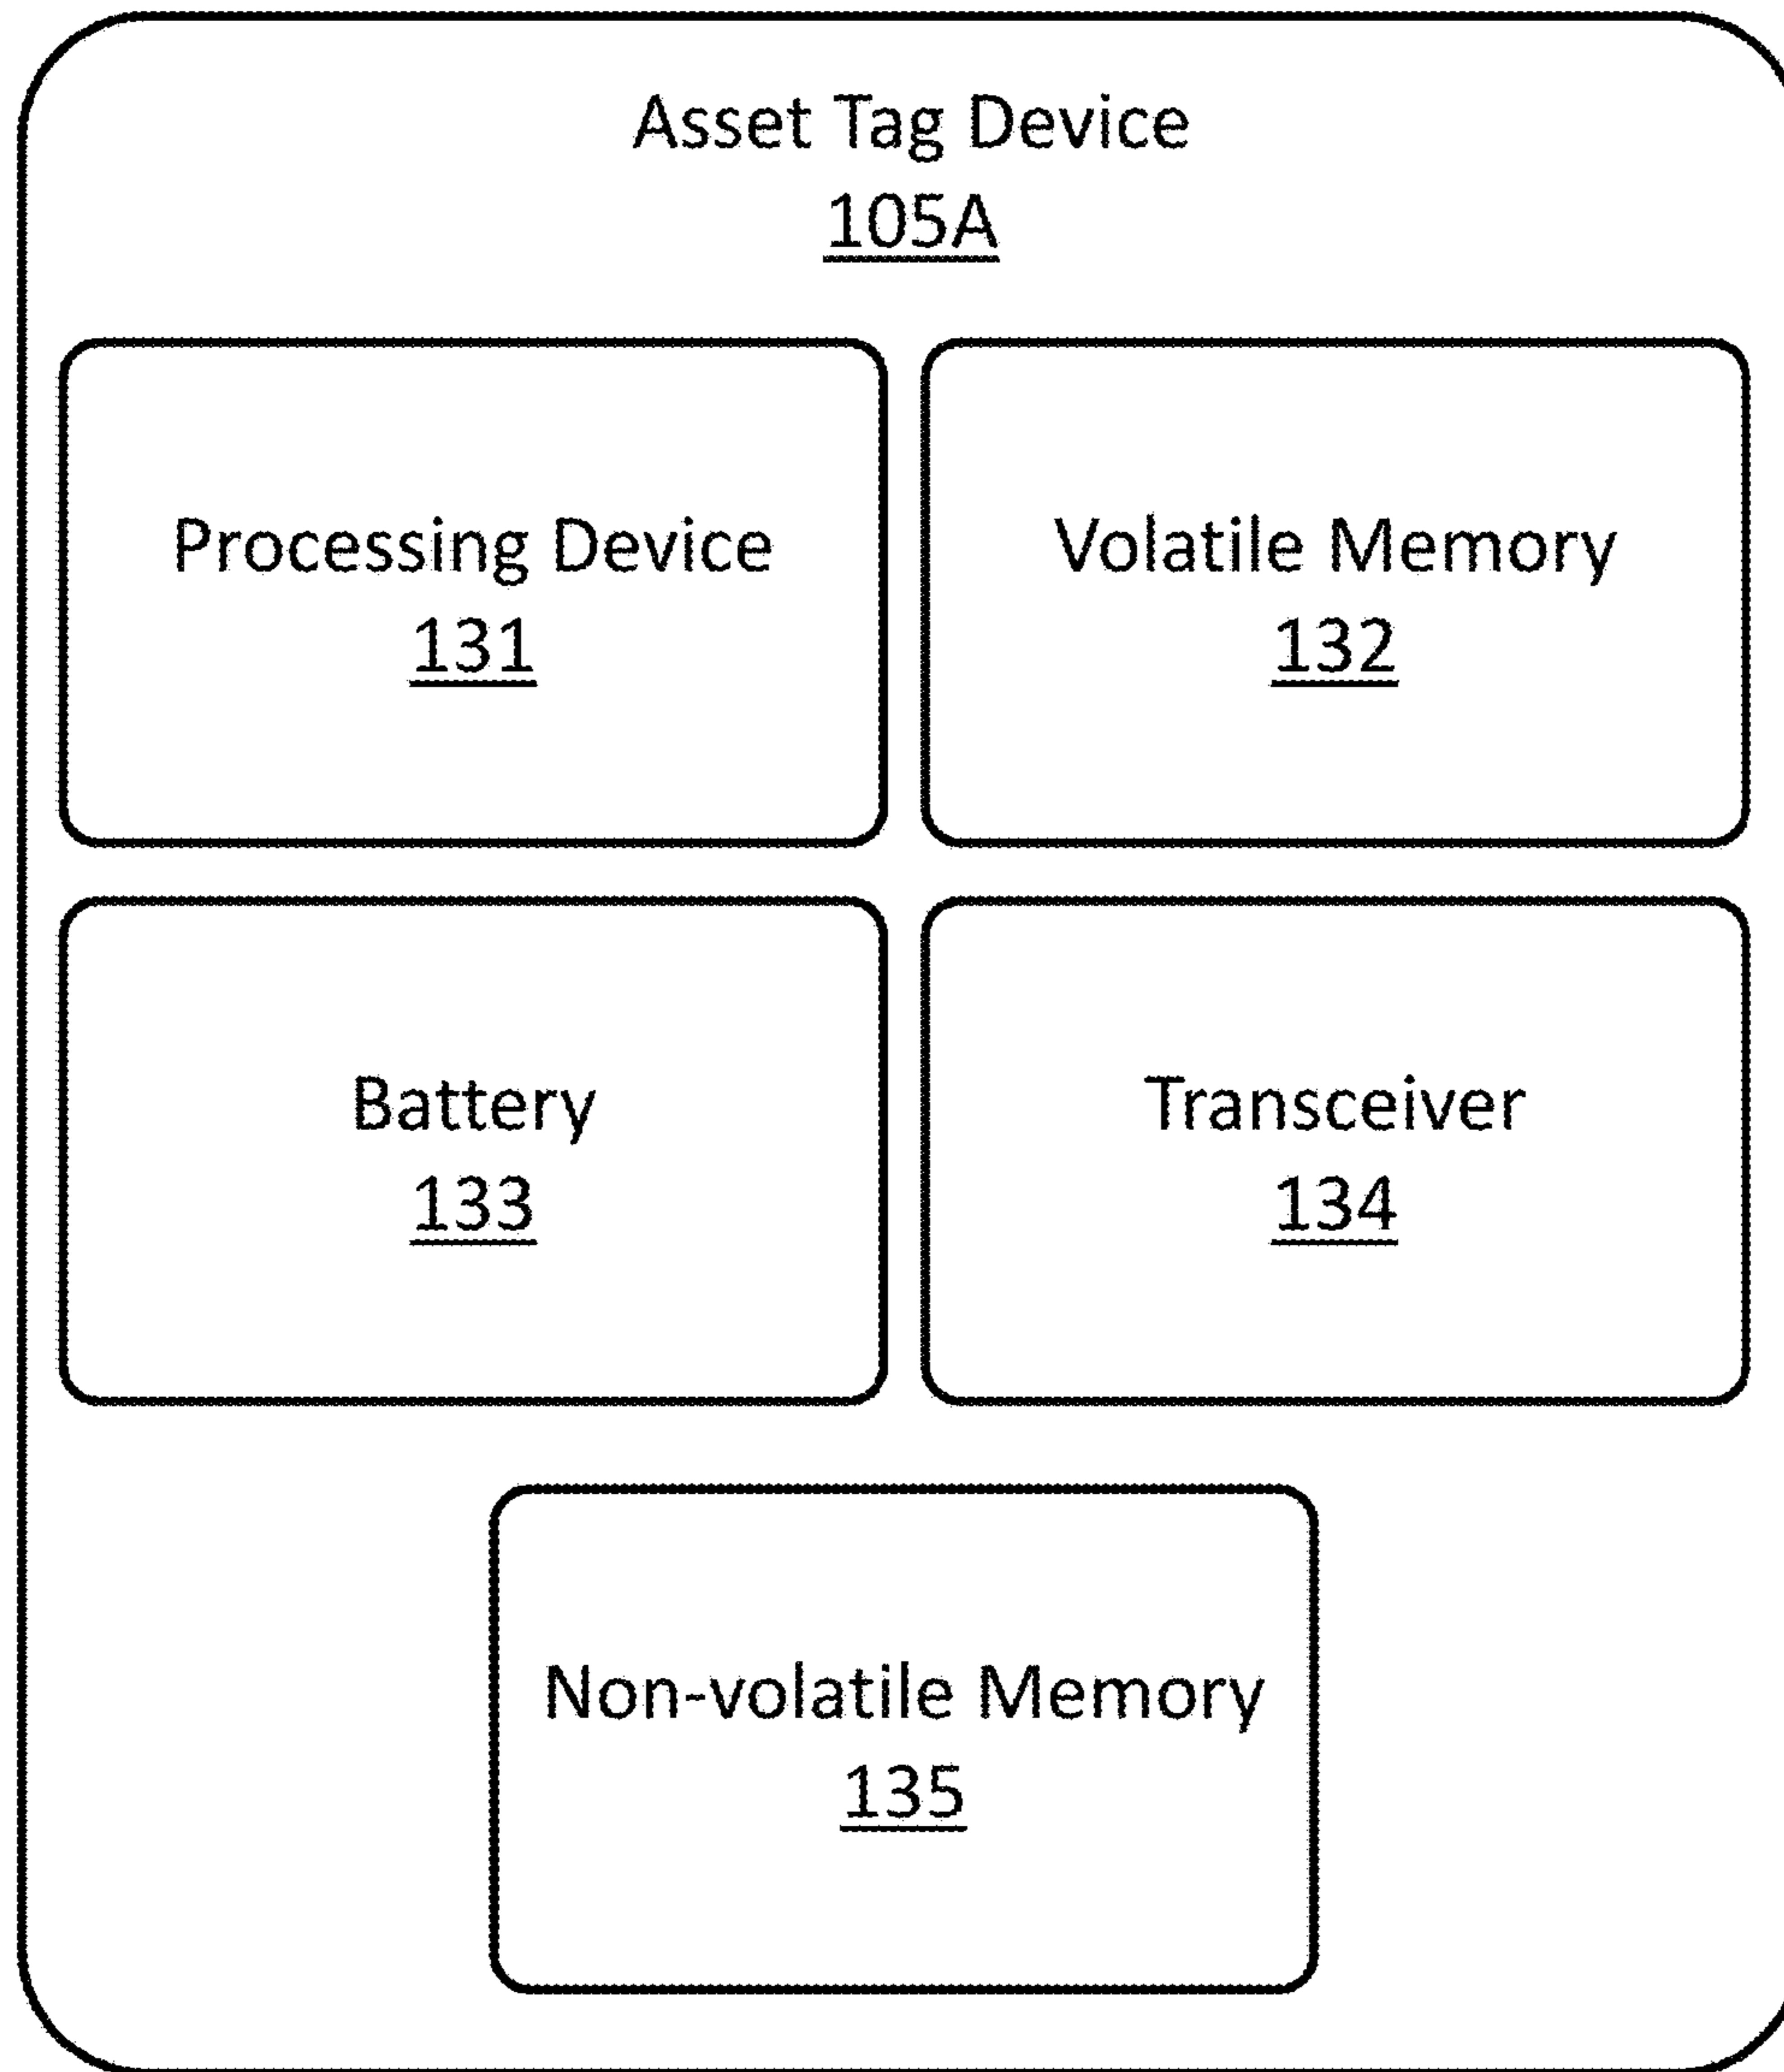 Asset Tag Device
105A
Processing Device
131
Volatile Memory
132
Battery
133
Transceiver
134
Non-volatile Memory
135